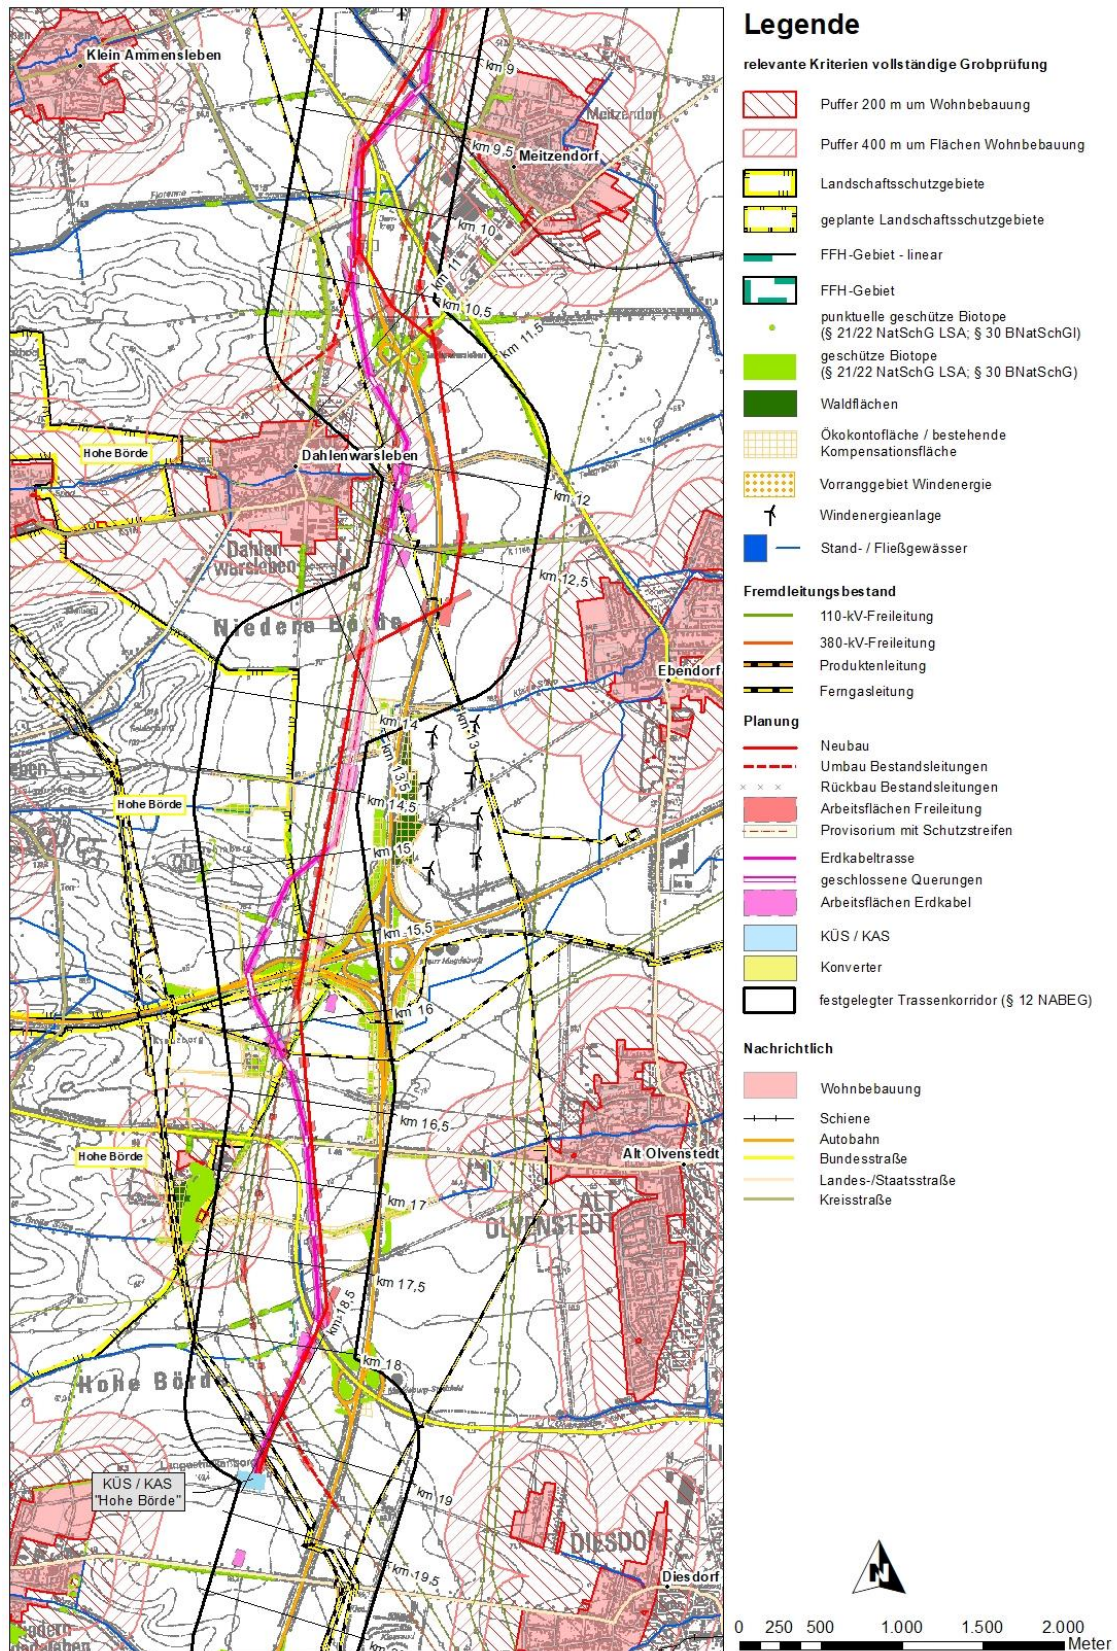 Klein Ammensleben
km 9
Meitzendorf
km 9,5
Meitzendorf
km 10
km 11
km 10,5
km 11,5
Hohe Börde
Dahlenwarsleben
km 12
Dahlen-
warsleben
K 1166
km 12,5
Niedere Börde
Ebendorf
km 14
km 13
km 13,5
Hohe Börde
km 14,5
km 15
km 15,5
km 16
km 16,5
Hohe Börde
Alt Olvenstedt
km 17
ALT
OLVENSTEDT
km 17,5
km 18,5
km 18
Hohe Börde
KÜS / KAS
"Hohe Börde"
km 19
DIESDORF
km 19,5
Diesdorf
Legende
relevante Kriterien vollständige Grobprüfung
Puffer 200 m um Wohnbebauung
Puffer 400 m um Flächen Wohnbebauung
Landschaftsschutzgebiete
geplante Landschaftsschutzgebiete
FFH-Gebiet - linear
FFH-Gebiet
punktuelle geschütze Biotope
(§ 21/22 NatSchG LSA; § 30 BNatSchGl)
geschütze Biotope
(§ 21/22 NatSchG LSA; § 30 BNatSchG)
Waldflächen
Ökokontofläche / bestehende
Kompensationsfläche
Vorranggebiet Windenergie
Windenergieanlage
Stand- / Fließgewässer
Fremdleitungsbestand
110-kV-Freileitung
380-kV-Freileitung
Produktenleitung
Ferngasleitung
Planung
Neubau
Umbau Bestandsleitungen
Rückbau Bestandsleitungen
Arbeitsflächen Freileitung
Provisorium mit Schutzstreifen
Erdkabeltrasse
geschlossene Querungen
Arbeitsflächen Erdkabel
KÜS / KAS
Konverter
festgelegter Trassenkorridor (§ 12 NABEG)
Nachrichtlich
Wohnbebauung
Schiene
Autobahn
Bundesstraße
Landes-/Staatsstraße
Kreisstraße
N
0 250 500 1.000 1.500 2.000
Meter